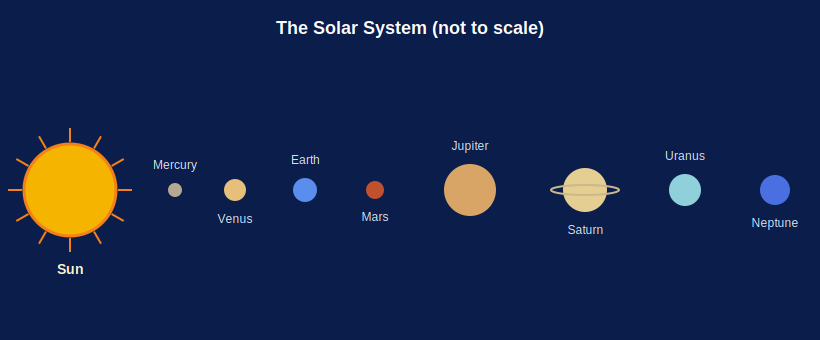 The Solar System (not to scale)
Mercury
Venus
Earth
Mars
Jupiter
Saturn
Uranus
Neptune
Sun